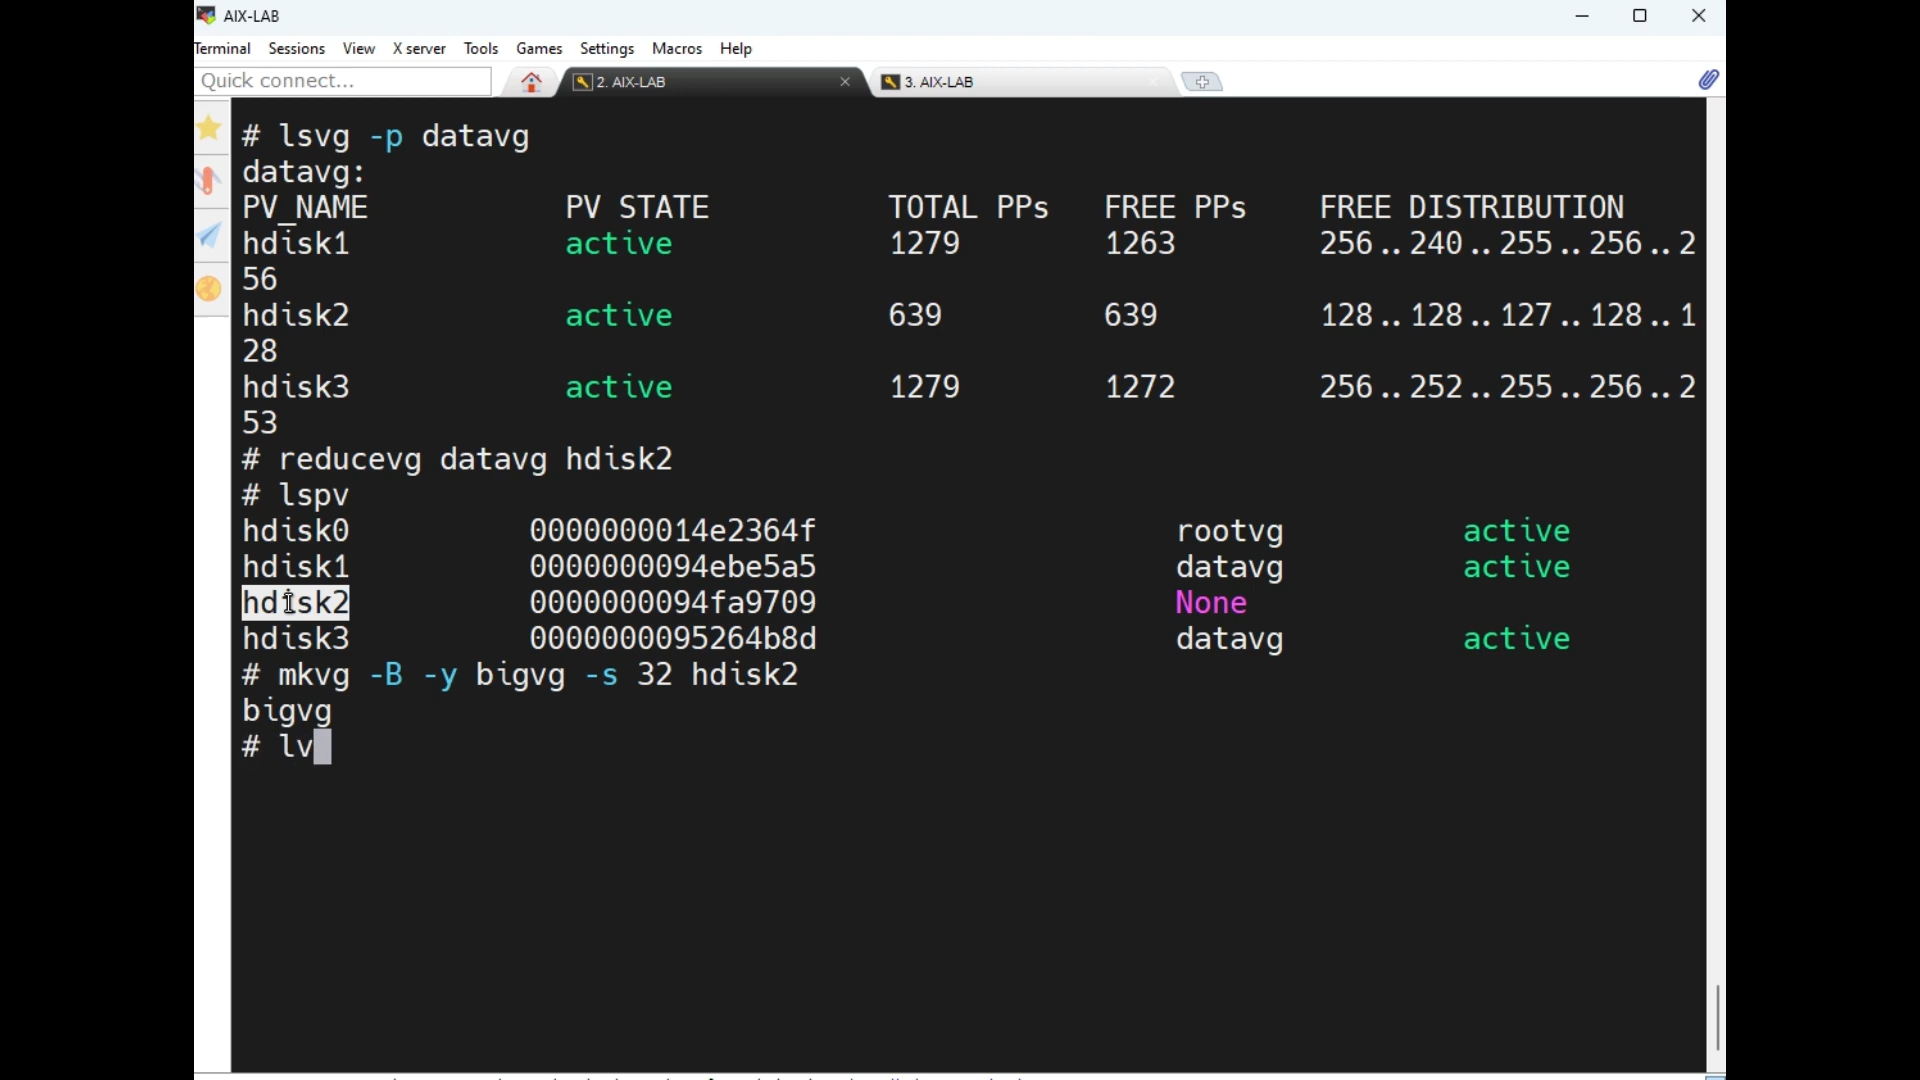 AIX-LAB
Terminal Sessions View X server Tools Games Settings Macros Help
Quick connect... 2. AIX-LAB 3. AIX-LAB
# lsvg -p datavg
datavg:
PV_NAME PV STATE TOTAL PPs FREE PPs FREE DISTRIBUTION
hdisk1 active 1279 1263 256..240..255..256..2
56
hdisk2 active 639 639 128..128..127..128..1
28
hdisk3 active 1279 1272 256..252..255..256..2
53
# reducevg datavg hdisk2
# lspv
hdisk0 0000000014e2364f rootvg active
hdisk1 0000000094ebe5a5 datavg active
hdisk2 0000000094fa9709 None
hdisk3 0000000095264b8d datavg active
# mkvg -B -y bigvg -s 32 hdisk2
bigvg
# lv